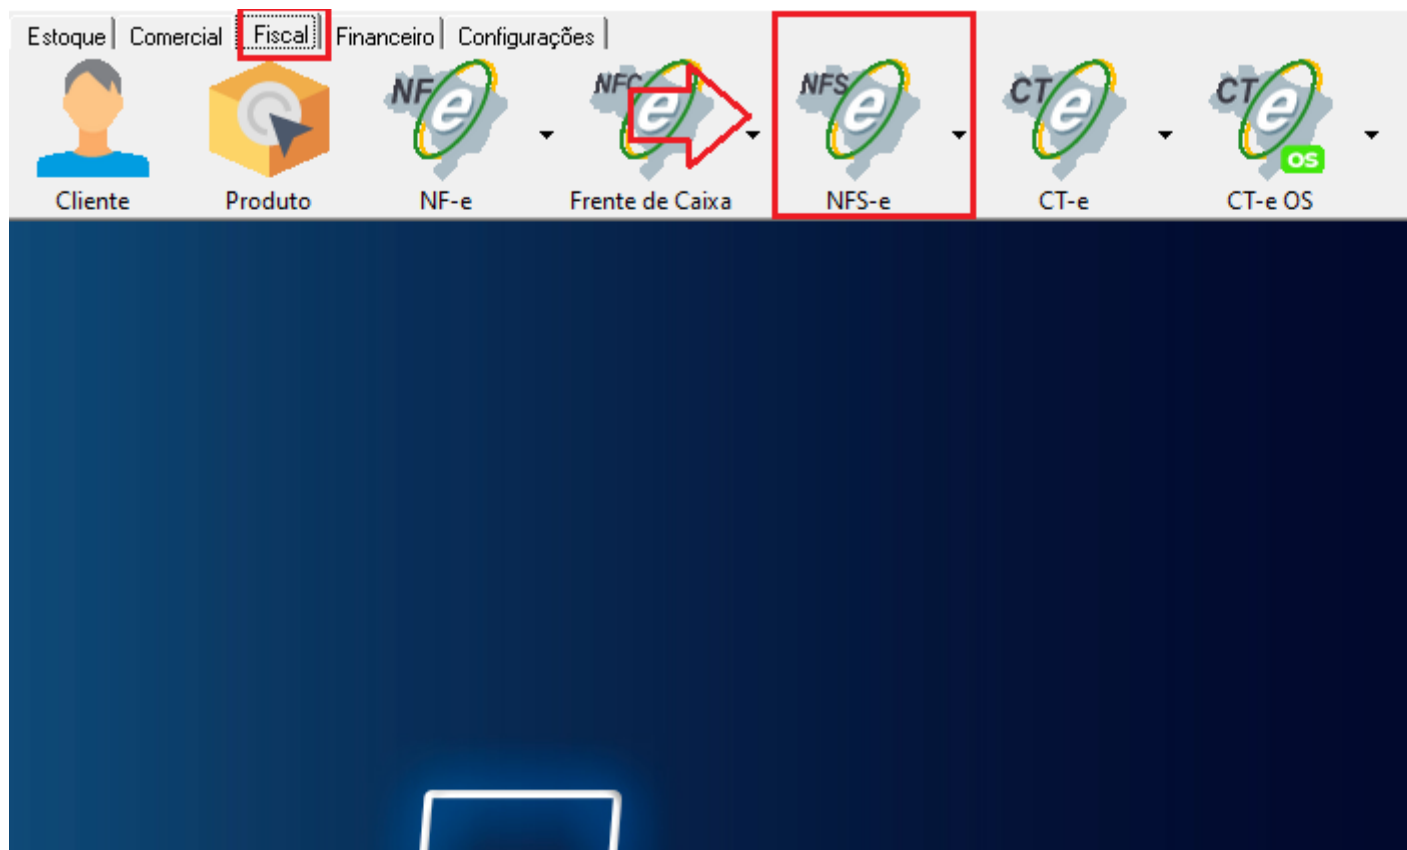 Estoque Comercial Fiscal Financeiro Configurações
NF NFC NFS CT CT
e e e e e
OS
Cliente Produto NF-e Frente de Caixa NFS-e CT-e CT-e OS